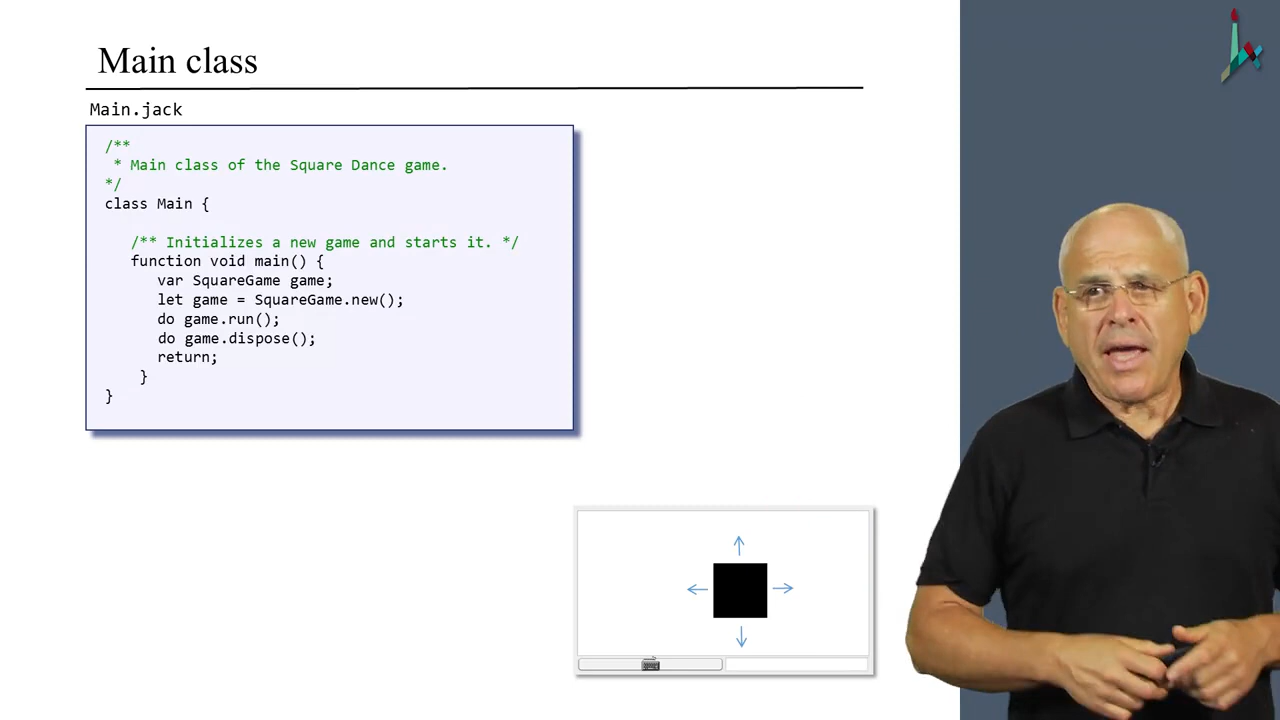 Main class
Main.jack
/**
 * Main class of the Square Dance game.
*/
class Main {
/** Initializes a new game and starts it. */
function void main() {
var SquareGame game;
let game = SquareGame.new();
do game.run();
do game.dispose();
return;
}
}